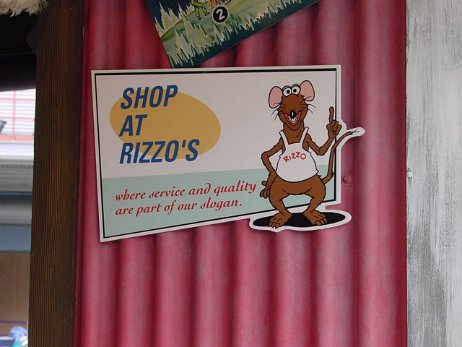 2
SHOP
AT
RIZZO'S
where service and quality
are part of our slogan.
RIZZO